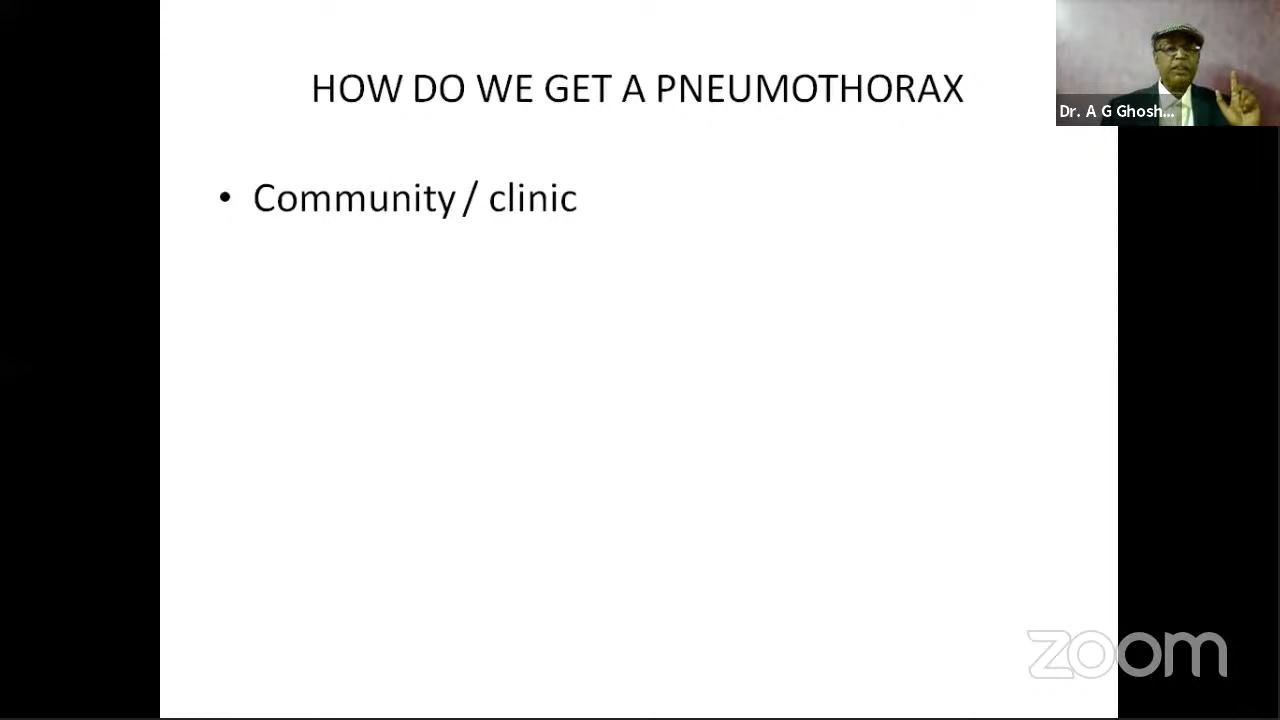 HOW DO WE GET A PNEUMOTHORAX
Dr. A G Ghosh...
• Community / clinic
zoom